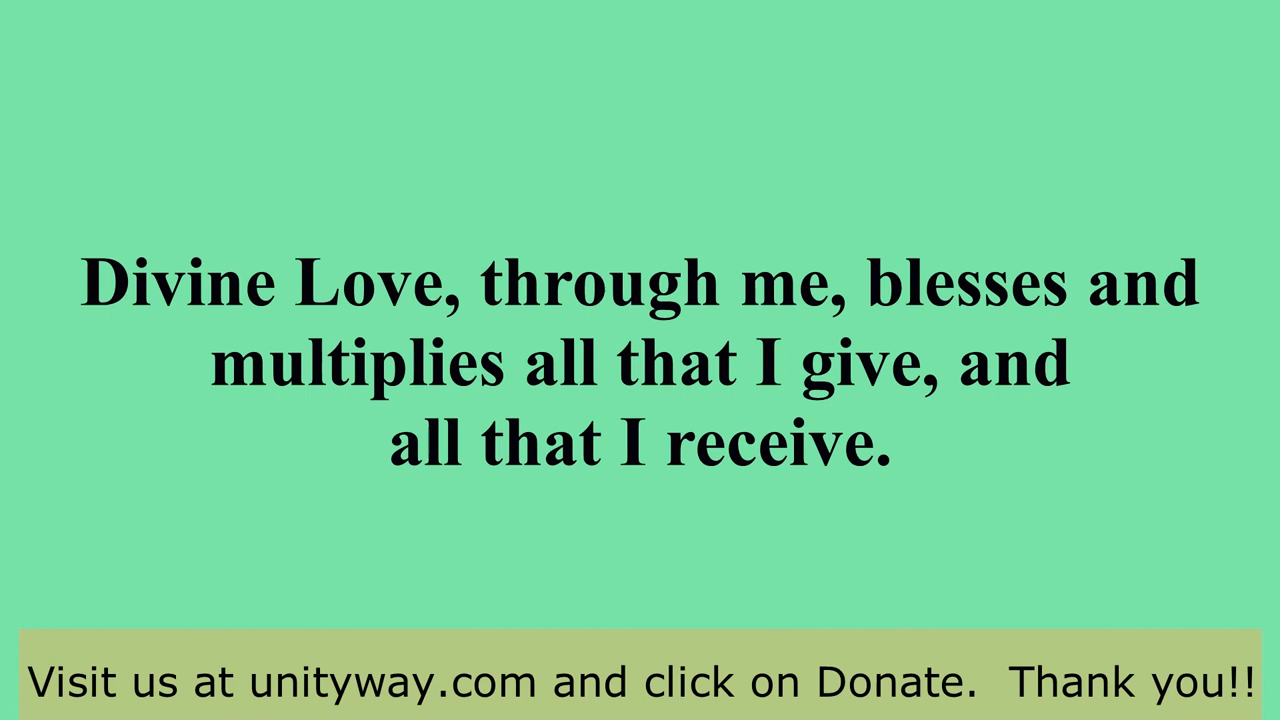 Divine Love, through me, blesses and
multiplies all that I give, and
all that I receive.
Visit us at unityway.com and click on Donate.  Thank you!!